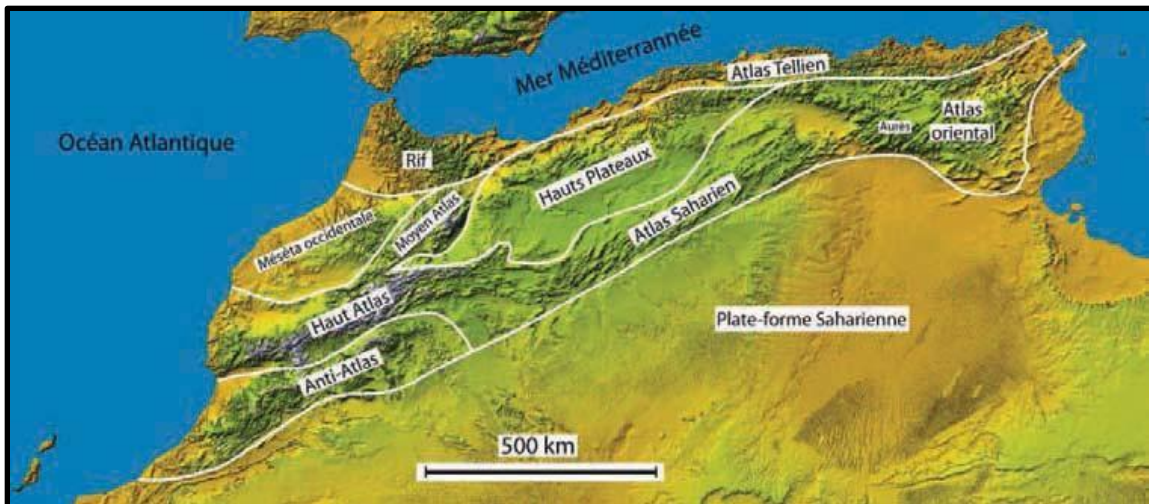 Mer Méditerrannée
Atlas Tellien
Océan Atlantique
Rif
Aurès
Atlas
oriental
Hauts Plateaux
Moyen Atlas
Méséta occidentale
Atlas Saharien
Haut Atlas
Plate-forme Saharienne
Anti-Atlas
500 km